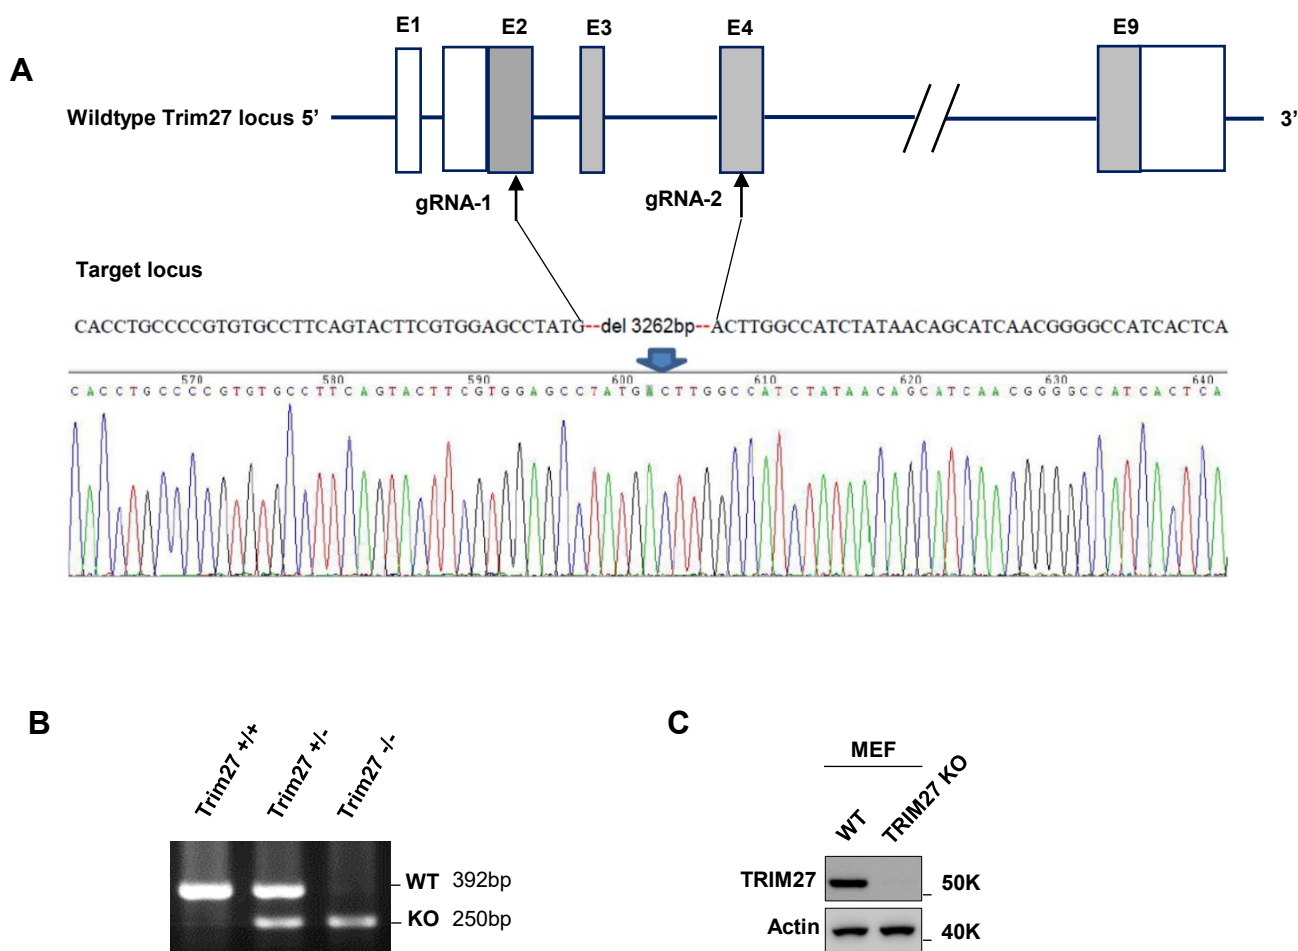 A
E1 E2 E3 E4 E9
Wildtype Trim27 locus 5’ 3’
gRNA-1 gRNA-2
Target locus
CACCTGCCCCGTGTGCCTTCAGTACTTCGTGGAGCCTATG--del 3262bp--ACTTGGCCATCTATAACAGCATCAACGGGGCCATCACTCA
570 580 590 600 610 620 630 640
C A C C T G C C C C G T G T G C C T T C A G T A C T T C G T G G A G C C T A T G A C T T G G C C A T C T A T A A C A G C A T C A A C G G G G C C A T C A C T C A
B
Trim27 +/+ Trim27 +/- Trim27 -/-
WT 392bp
KO 250bp
C
MEF
WT TRIM27 KO
TRIM27 50K
Actin 40K